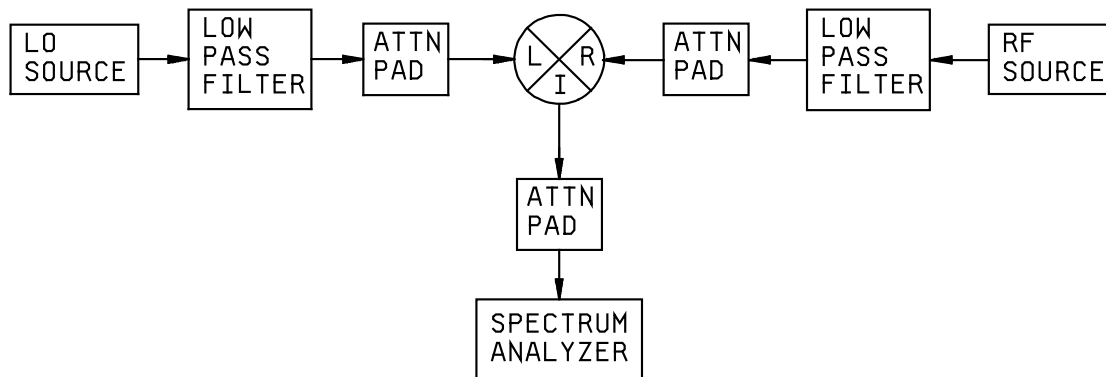 LO
SOURCE
LOW
PASS
FILTER
ATTN
PAD
L
R
I
ATTN
PAD
LOW
PASS
FILTER
RF
SOURCE
ATTN
PAD
SPECTRUM
ANALYZER